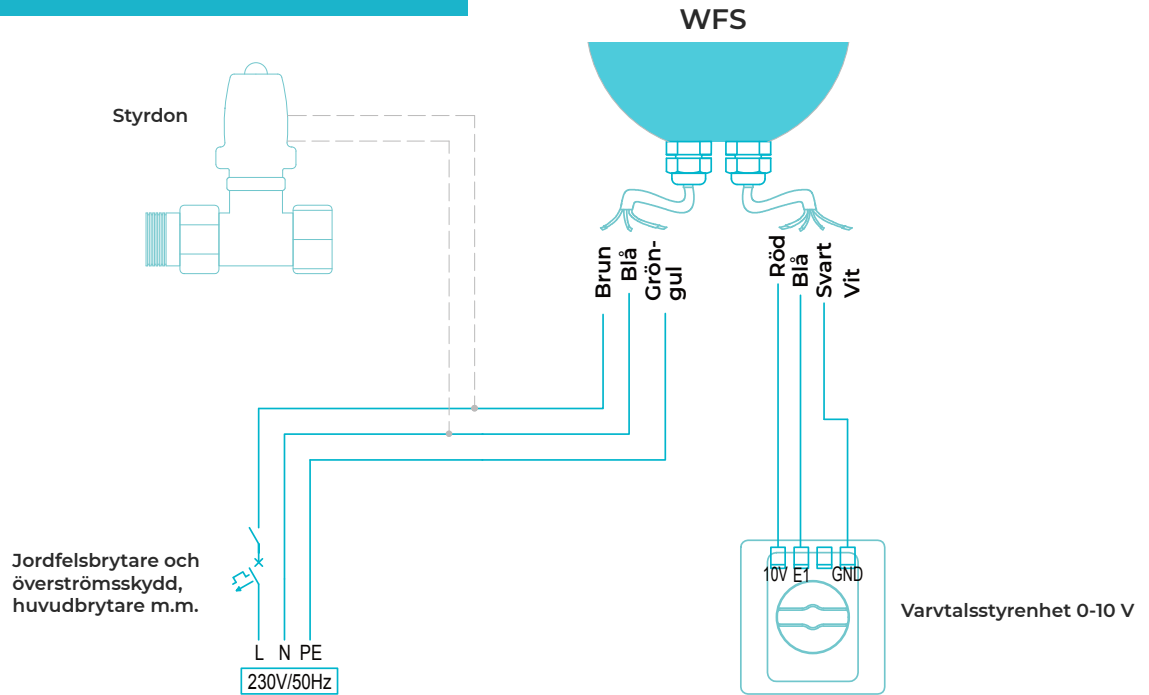 WFS
Styrdon
Brun
Blå
Grön-
gul
Röd
Blå
Svart
Vit
Jordfelsbrytare och
överströmsskydd,
huvudbrytare m.m.
10V E1 GND
Varvtalsstyrenhet 0-10 V
L N PE
230V/50Hz